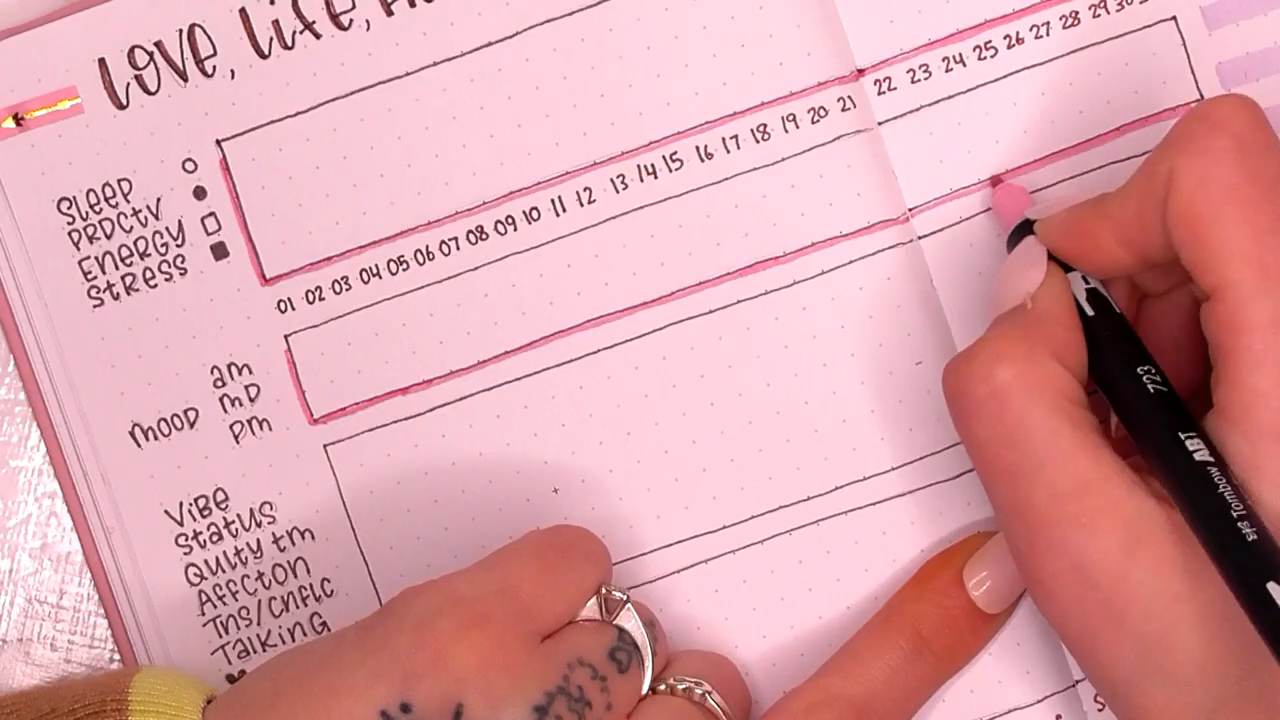 LOVE, Life,
SLEEP
PRDCTV
ENERGY
STRESS
01 02 03 04 05 06 07 08 09 10 11 12 13 14 15 16 17 18 19 20 21 22 23 24 25 26 27 28 29 30
MOOD
am
mD
pm
VIBE
STATUS
QUlTY Tm
AFFCTON
TNS/CNFLC
TALKING
723
Tombow ABT